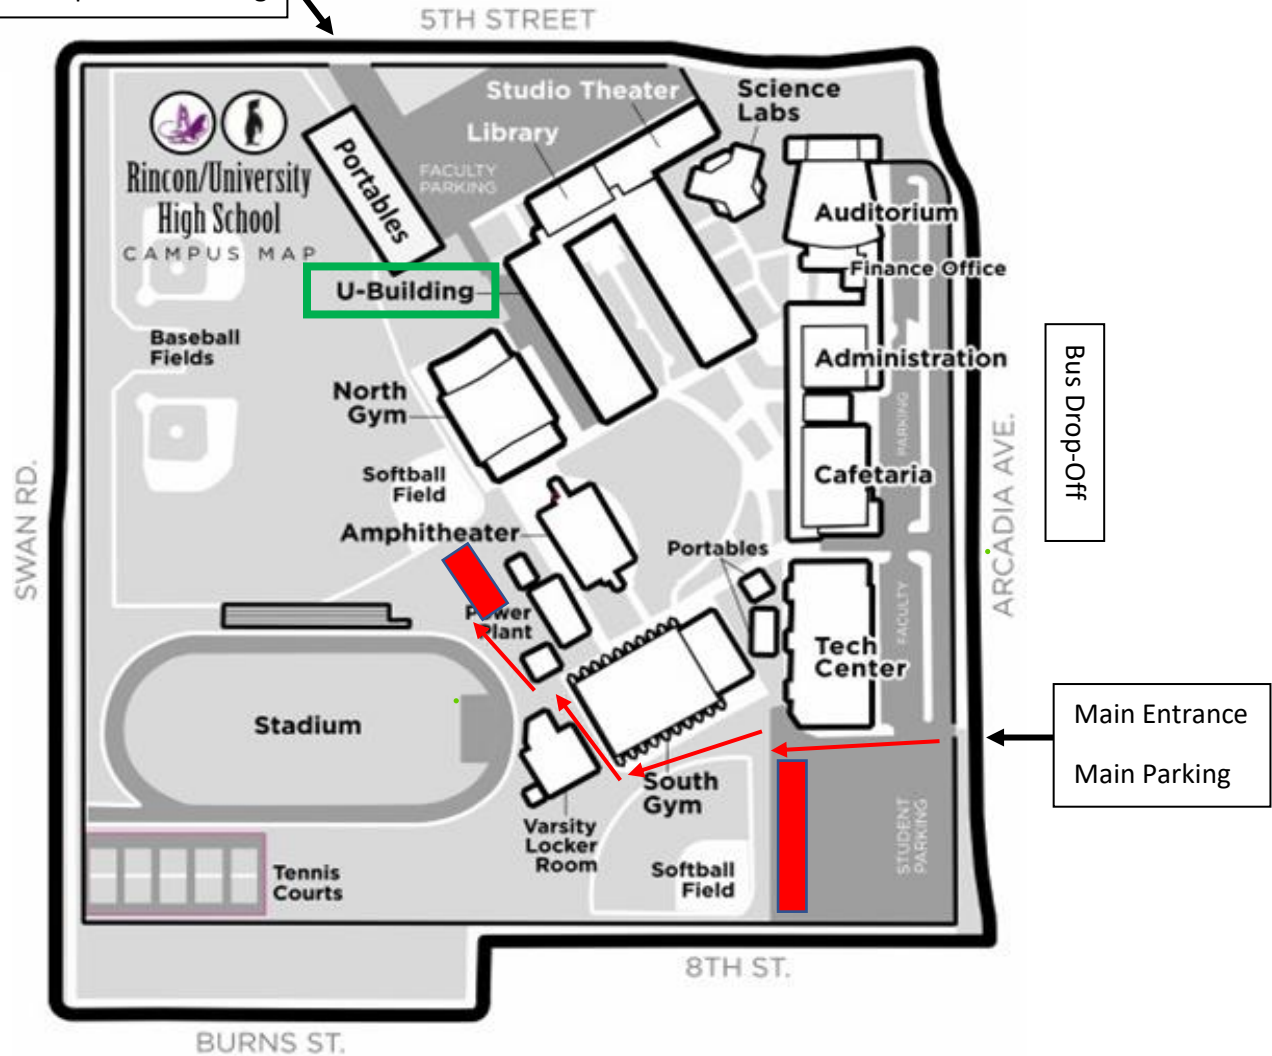 5TH STREET
Studio Theater
Science
Labs
Library
Portables
FACULTY
PARKING
Rincon/University
High School
CAMPUS MAP
Auditorium
Finance Office
U-Building
Baseball
Fields
Administration
Bus Drop-Off
North
Gym
PARKING
Softball
Field
Cafetaria
SWAN RD.
ARCADIA AVE.
Amphitheater
Portables
FACULTY
Power
Plant
Tech
Center
Stadium
Main Entrance
Main Parking
South
Gym
STUDENT
PARKING
Varsity
Locker
Room
Softball
Field
Tennis
Courts
8TH ST.
BURNS ST.